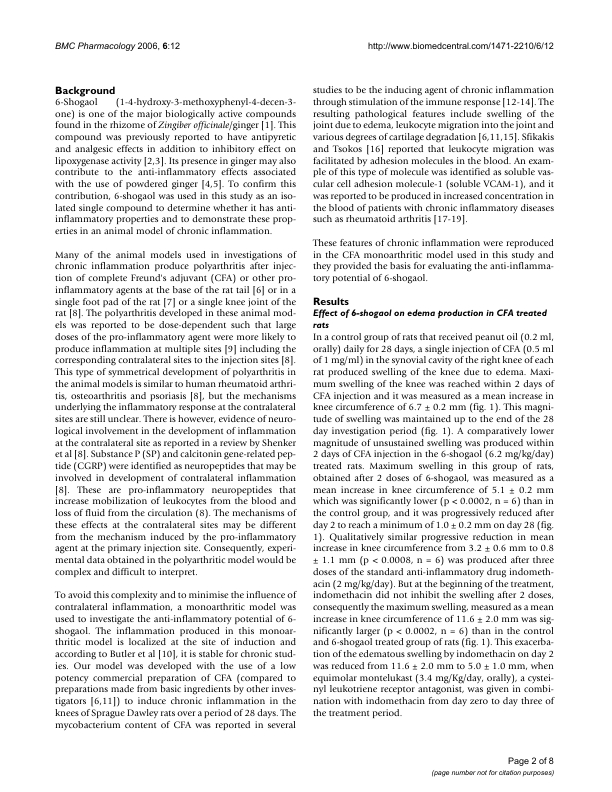 BMC Pharmacology 2006, 6:12
http://www.biomedcentral.com/1471-2210/6/12
Background
6-Shogaol (1-4-hydroxy-3-methoxyphenyl-4-decen-3-
one) is one of the major biologically active compounds
found in the rhizome of Zingiber officinale/ginger [1]. This
compound was previously reported to have antipyretic
and analgesic effects in addition to inhibitory effect on
lipoxygenase activity [2,3]. Its presence in ginger may also
contribute to the anti-inflammatory effects associated
with the use of powdered ginger [4,5]. To confirm this
contribution, 6-shogaol was used in this study as an iso-
lated single compound to determine whether it has anti-
inflammatory properties and to demonstrate these prop-
erties in an animal model of chronic inflammation.
Many of the animal models used in investigations of
chronic inflammation produce polyarthritis after injec-
tion of complete Freund's adjuvant (CFA) or other pro-
inflammatory agents at the base of the rat tail [6] or in a
single foot pad of the rat [7] or a single knee joint of the
rat [8]. The polyarthritis developed in these animal mod-
els was reported to be dose-dependent such that large
doses of the pro-inflammatory agent were more likely to
produce inflammation at multiple sites [9] including the
corresponding contralateral sites to the injection sites [8].
This type of symmetrical development of polyarthritis in
the animal models is similar to human rheumatoid arthri-
tis, osteoarthritis and psoriasis [8], but the mechanisms
underlying the inflammatory response at the contralateral
sites are still unclear. There is, however, evidence of neuro-
logical involvement in the development of inflammation
at the contralateral site as reported in a review by Shenker
et al [8]. Substance P (SP) and calcitonin gene-related pep-
tide (CGRP) were identified as neuropeptides that may be
involved in development of contralateral inflammation
[8]. These are pro-inflammatory neuropeptides that
increase mobilization of leukocytes from the blood and
loss of fluid from the circulation (8). The mechanisms of
these effects at the contralateral sites may be different
from the mechanism induced by the pro-inflammatory
agent at the primary injection site. Consequently, experi-
mental data obtained in the polyarthritic model would be
complex and difficult to interpret.
To avoid this complexity and to minimise the influence of
contralateral inflammation, a monoarthritic model was
used to investigate the anti-inflammatory potential of 6-
shogaol. The inflammation produced in this monoar-
thritic model is localized at the site of induction and
according to Butler et al [10], it is stable for chronic stud-
ies. Our model was developed with the use of a low
potency commercial preparation of CFA (compared to
preparations made from basic ingredients by other inves-
tigators [6,11]) to induce chronic inflammation in the
knees of Sprague Dawley rats over a period of 28 days. The
mycobacterium content of CFA was reported in several
studies to be the inducing agent of chronic inflammation
through stimulation of the immune response [12-14]. The
resulting pathological features include swelling of the
joint due to edema, leukocyte migration into the joint and
various degrees of cartilage degradation [6,11,15]. Sfikakis
and Tsokos [16] reported that leukocyte migration was
facilitated by adhesion molecules in the blood. An exam-
ple of this type of molecule was identified as soluble vas-
cular cell adhesion molecule-1 (soluble VCAM-1), and it
was reported to be produced in increased concentration in
the blood of patients with chronic inflammatory diseases
such as rheumatoid arthritis [17-19].
These features of chronic inflammation were reproduced
in the CFA monoarthritic model used in this study and
they provided the basis for evaluating the anti-inflamma-
tory potential of 6-shogaol.
Results
Effect of 6-shogaol on edema production in CFA treated
rats
In a control group of rats that received peanut oil (0.2 ml,
orally) daily for 28 days, a single injection of CFA (0.5 ml
of 1 mg/ml) in the synovial cavity of the right knee of each
rat produced swelling of the knee due to edema. Maxi-
mum swelling of the knee was reached within 2 days of
CFA injection and it was measured as a mean increase in
knee circumference of 6.7 ± 0.2 mm (fig. 1). This magni-
tude of swelling was maintained up to the end of the 28
day investigation period (fig. 1). A comparatively lower
magnitude of unsustained swelling was produced within
2 days of CFA injection in the 6-shogaol (6.2 mg/kg/day)
treated rats. Maximum swelling in this group of rats,
obtained after 2 doses of 6-shogaol, was measured as a
mean increase in knee circumference of 5.1 ± 0.2 mm
which was significantly lower (p < 0.0002, n = 6) than in
the control group, and it was progressively reduced after
day 2 to reach a minimum of 1.0 ± 0.2 mm on day 28 (fig.
1). Qualitatively similar progressive reduction in mean
increase in knee circumference from 3.2 ± 0.6 mm to 0.8
± 1.1 mm (p < 0.0008, n = 6) was produced after three
doses of the standard anti-inflammatory drug indometh-
acin (2 mg/kg/day). But at the beginning of the treatment,
indomethacin did not inhibit the swelling after 2 doses,
consequently the maximum swelling, measured as a mean
increase in knee circumference of 11.6 ± 2.0 mm was sig-
nificantly larger (p < 0.0002, n = 6) than in the control
and 6-shogaol treated group of rats (fig. 1). This exacerba-
tion of the edematous swelling by indomethacin on day 2
was reduced from 11.6 ± 2.0 mm to 5.0 ± 1.0 mm, when
equimolar montelukast (3.4 mg/Kg/day, orally), a cystei-
nyl leukotriene receptor antagonist, was given in combi-
nation with indomethacin from day zero to day three of
the treatment period.
Page 2 of 8
(page number not for citation purposes)